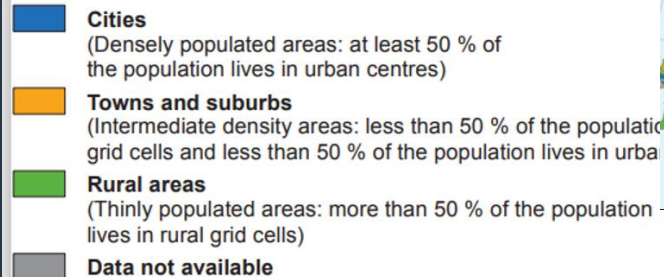 Cities
(Densely populated areas: at least 50 % of
the population lives in urban centres)
Towns and suburbs
(Intermediate density areas: less than 50 % of the
grid cells and less than 50 % of the population lives in
Rural areas
(Thinly populated areas: more than 50 % of the population
lives in rural grid cells)
Data not available